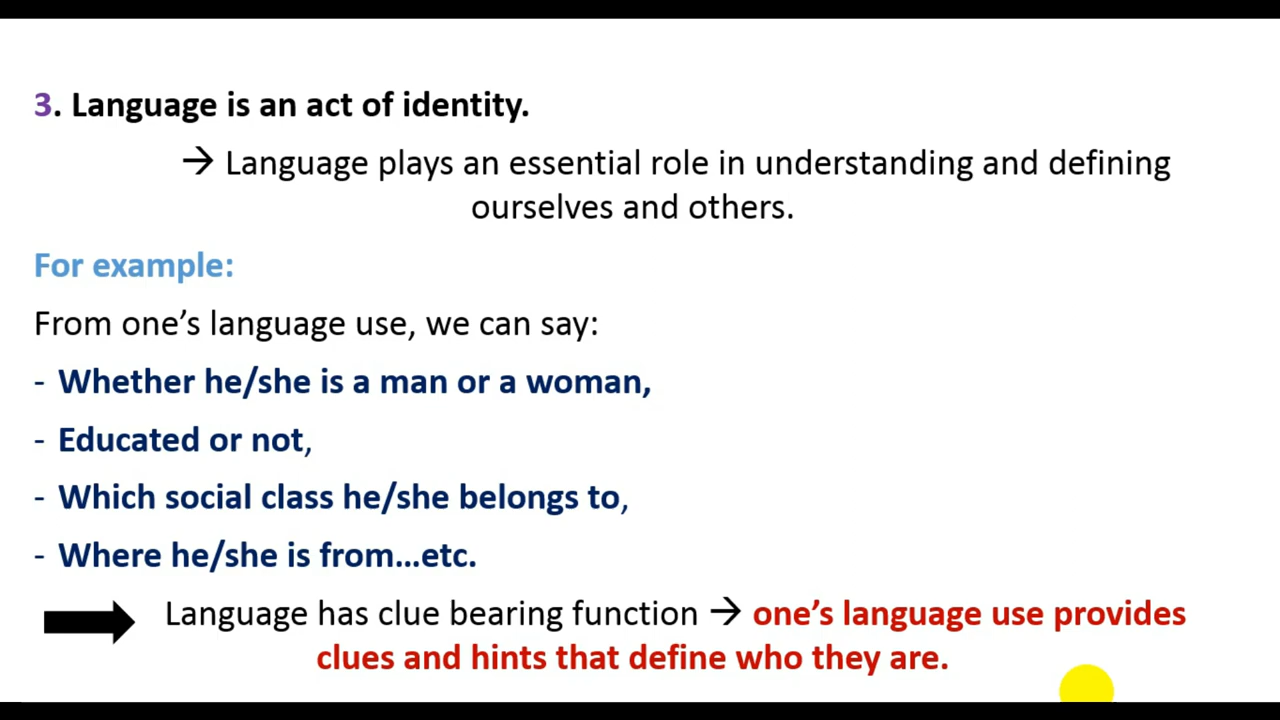 3. Language is an act of identity.
→ Language plays an essential role in understanding and defining
ourselves and others.
For example:
From one’s language use, we can say:
- Whether he/she is a man or a woman,
- Educated or not,
- Which social class he/she belongs to,
- Where he/she is from…etc.
Language has clue bearing function → one’s language use provides
clues and hints that define who they are.